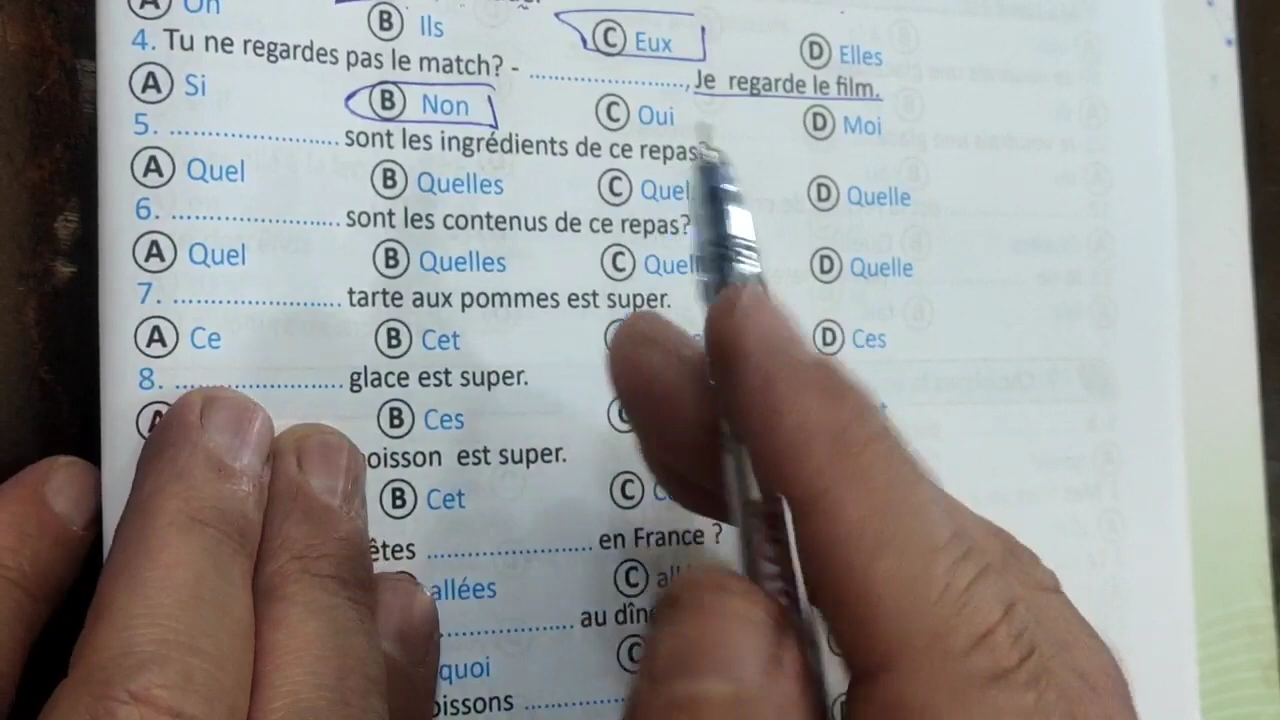 A On
B Ils
C Eux
D Elles
4. Tu ne regardes pas le match? - ......................, Je regarde le film.
A Si
B Non
C Oui
D Moi
5. ........................ sont les ingrédients de ce repas?
A Quel
B Quelles
C Quel
D Quelle
6. ........................ sont les contenus de ce repas?
A Quel
B Quelles
C Quel
D Quelle
7. ........................ tarte aux pommes est super.
A Ce
B Cet
D Ces
8. ........................ glace est super.
A
B Ces
oisson est super.
B Cet
C
êtes ........................ en France ?
allées
C
.................... au dîn
quoi
C
issons ...............